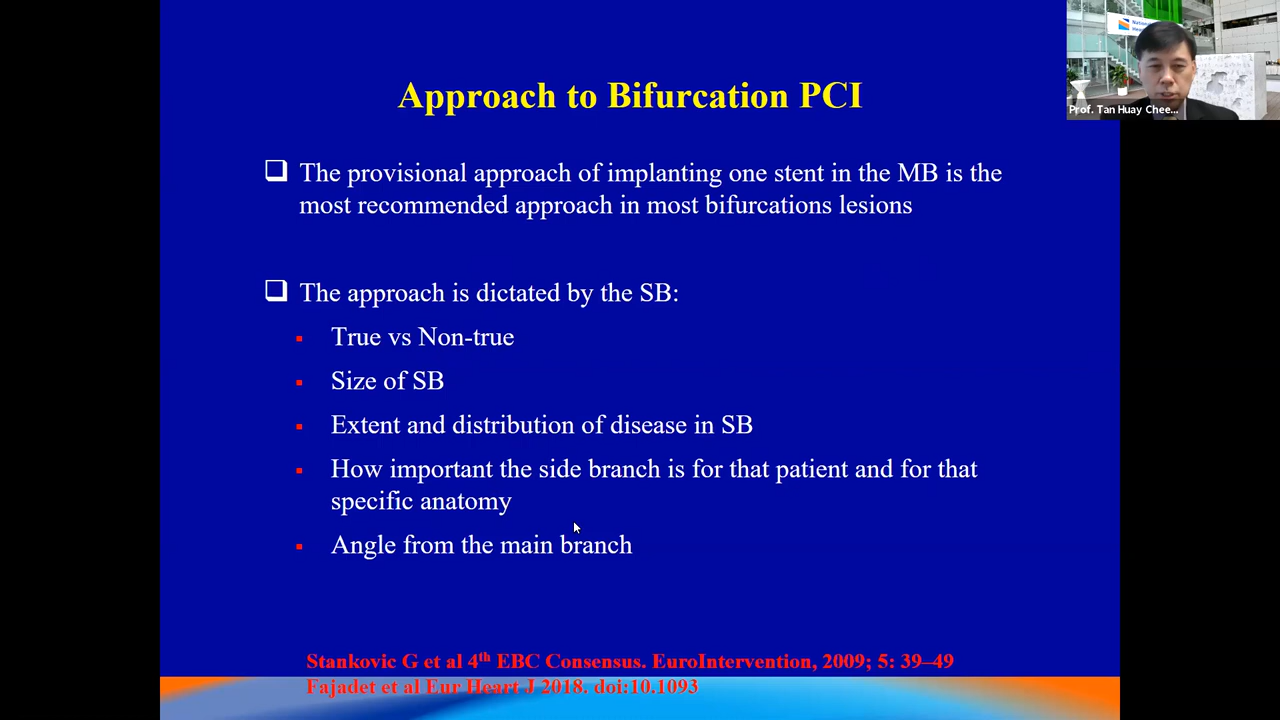 Approach to Bifurcation PCI
The provisional approach of implanting one stent in the MB is the
most recommended approach in most bifurcations lesions
The approach is dictated by the SB:
True vs Non-true
Size of SB
Extent and distribution of disease in SB
How important the side branch is for that patient and for that
specific anatomy
Angle from the main branch
Stankovic G et al 4th EBC Consensus. EuroIntervention, 2009; 5: 39–49
Fajadet et al Eur Heart J 2018. doi:10.1093
Prof. Tan Huay Chee...